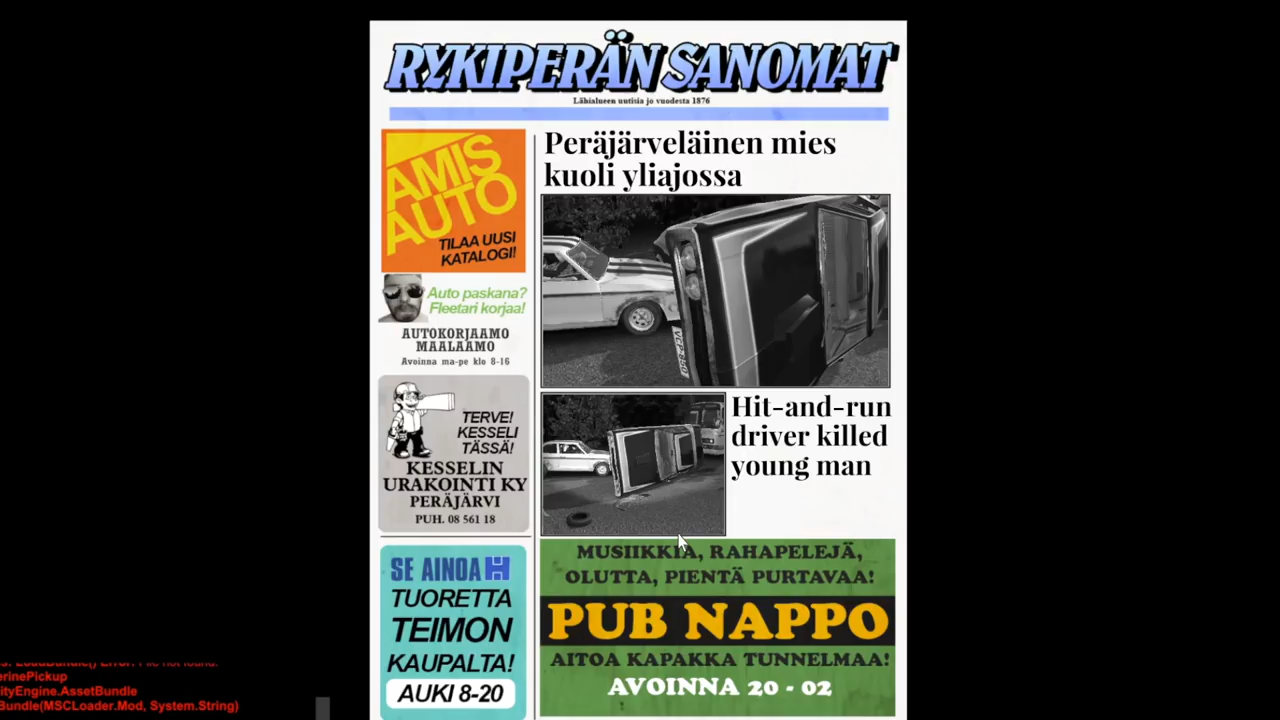 RYKIPERÄN SANOMAT
Lähialueen uutisia jo vuodesta 1876
AMIS
AUTO
TILAA UUSI
KATALOGI!
Auto paskana?
Fleetari korjaa!
AUTOKORJAAMO
MAALAAMO
Avoinna ma-pe klo 8-16
TERVE!
KESSELI
TÄSSÄ!
KESSELIN
URAKOINTI KY
PERÄJÄRVI
PUH. 08 561 18
SE AINOA
TUORETTA
TEIMON
KAUPALTA!
AUKI 8-20
Peräjärveläinen mies
kuoli yliajossa
Hit-and-run
driver killed
young man
MUSIIKKIA, RAHAPELEJÄ,
OLUTTA, PIENTÄ PURTAVAA!
PUB NAPPO
AITOA KAPAKKA TUNNELMAA!
AVOINNA 20 - 02
LoadBundle() Error: File not found:
erinePickup
ityEngine.AssetBundle
Bundle(MSCLoader.Mod, System.String)